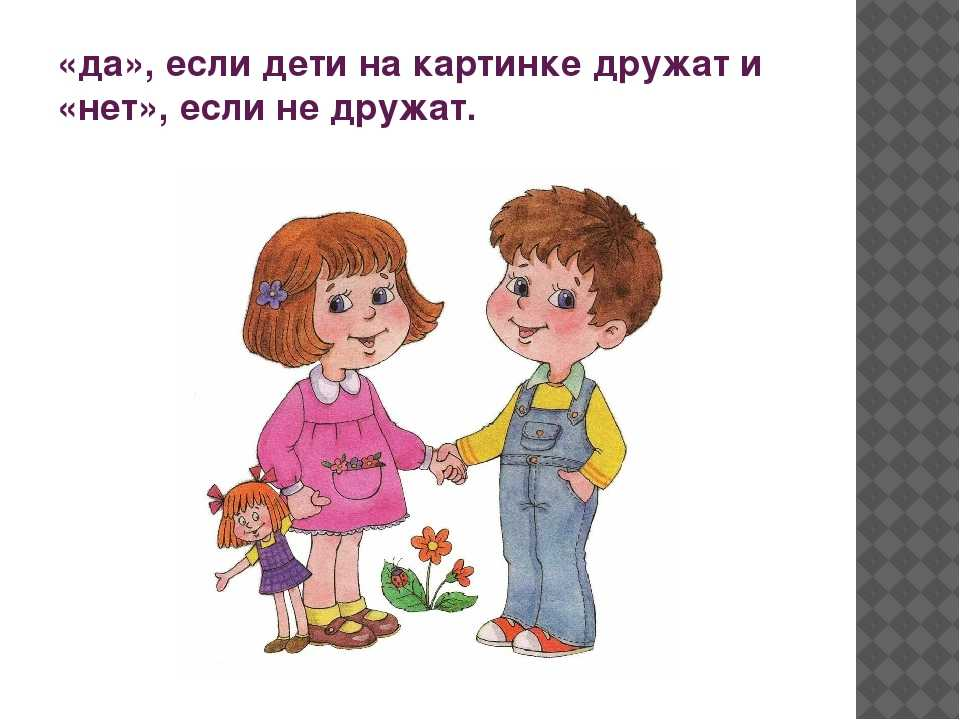 «да», если дети на картинке дружат и
«нет», если не дружат.